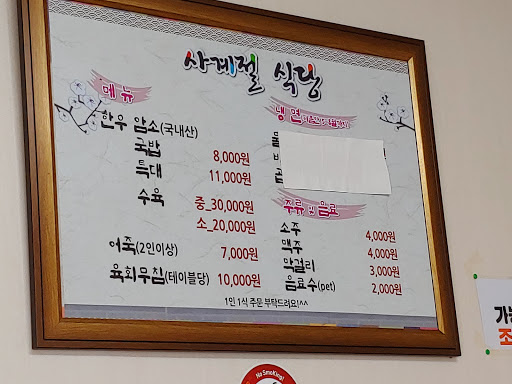 사계절 식당
메뉴
한우 암소(국내산)
국밥 8,000원
특대 11,000원
수육 중_30,000원
소_20,000원
어죽(2인이상) 7,000원
육회무침(테이블당) 10,000원
냉면
주류 및 음료
소주 4,000원
맥주 4,000원
막걸리 3,000원
음료수(pet) 2,000원
1인 1식 주문 부탁드려요!^^
No Smoking!